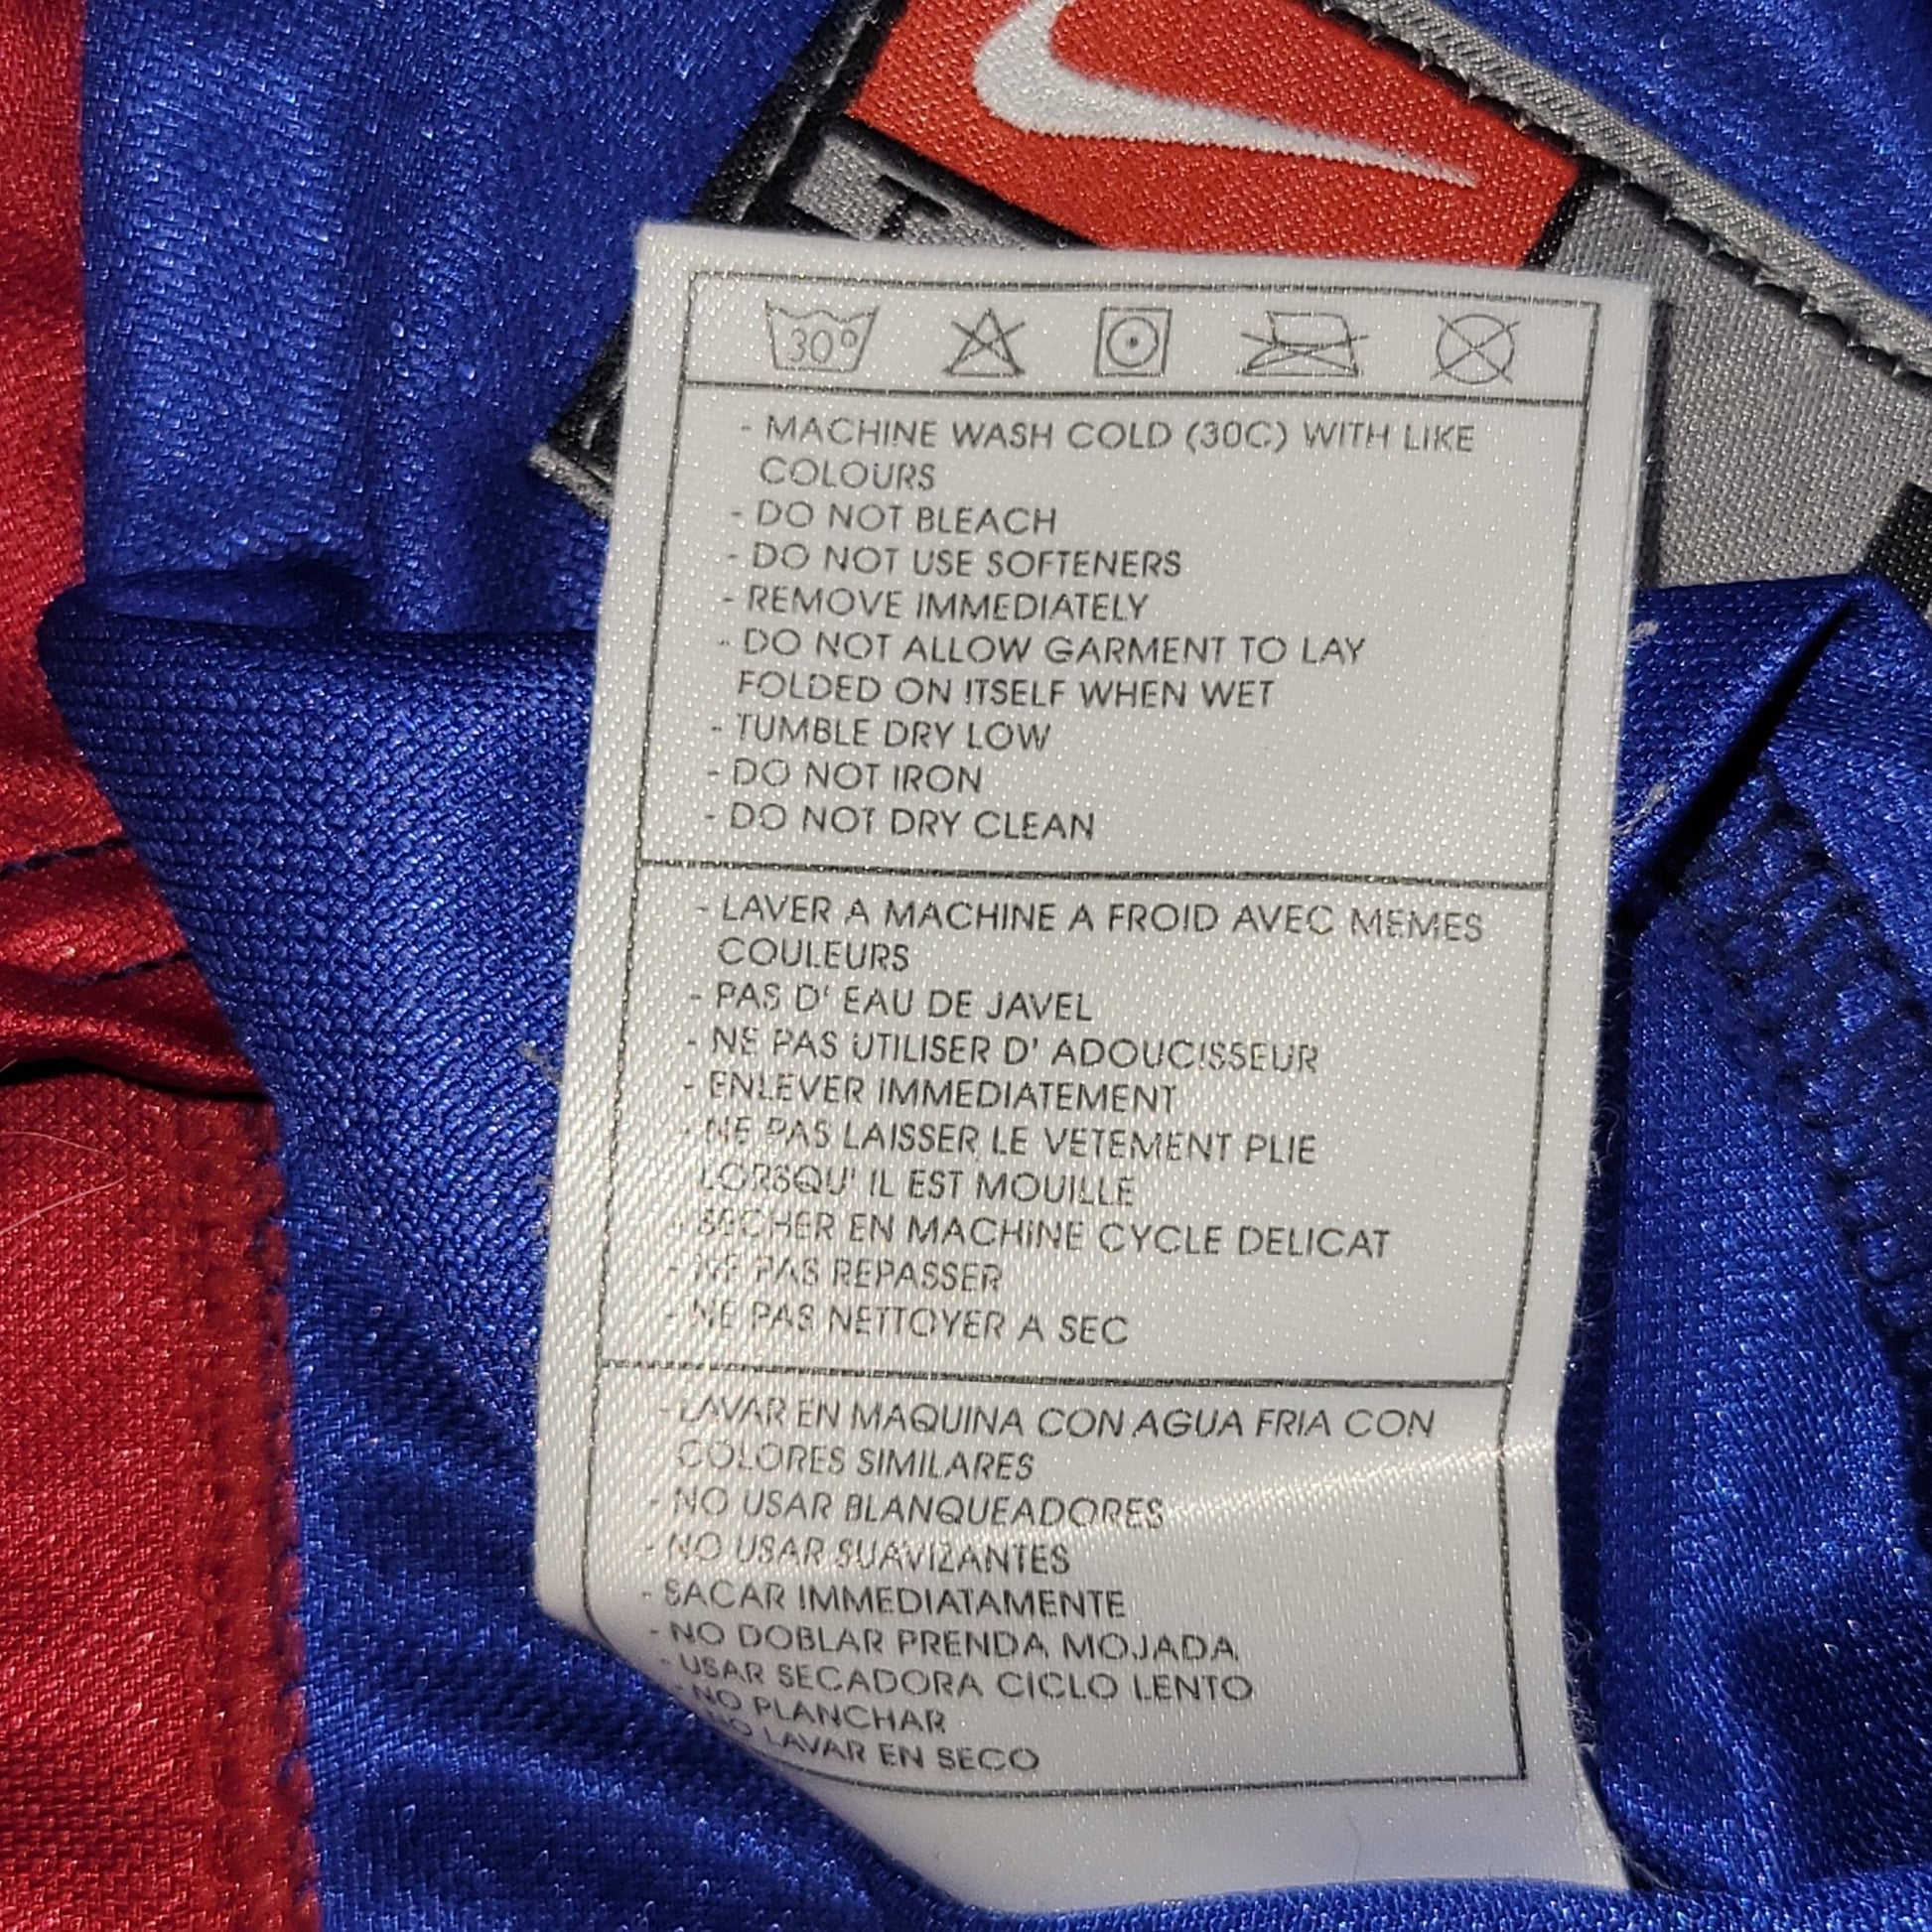 30°
- MACHINE WASH COLD (30C) WITH LIKE
COLOURS
- DO NOT BLEACH
- DO NOT USE SOFTENERS
- REMOVE IMMEDIATELY
- DO NOT ALLOW GARMENT TO LAY
FOLDED ON ITSELF WHEN WET
- TUMBLE DRY LOW
- DO NOT IRON
- DO NOT DRY CLEAN
- LAVER A MACHINE A FROID AVEC MEMES
COULEURS
- PAS D' EAU DE JAVEL
- NE PAS UTILISER D' ADOUCISSEUR
- ENLEVER IMMEDIATEMENT
- NE PAS LAISSER LE VETEMENT PLIE
LORSQU' IL EST MOUILLE
- SECHER EN MACHINE CYCLE DELICAT
- NE PAS REPASSER
- NE PAS NETTOYER A SEC
- LAVAR EN MAQUINA CON AGUA FRIA CON
COLORES SIMILARES
- NO USAR BLANQUEADORES
- NO USAR SUAVIZANTES
- SACAR IMMEDIATAMENTE
- NO DOBLAR PRENDA MOJADA
- USAR SECADORA CICLO LENTO
- NO PLANCHAR
NO LAVAR EN SECO